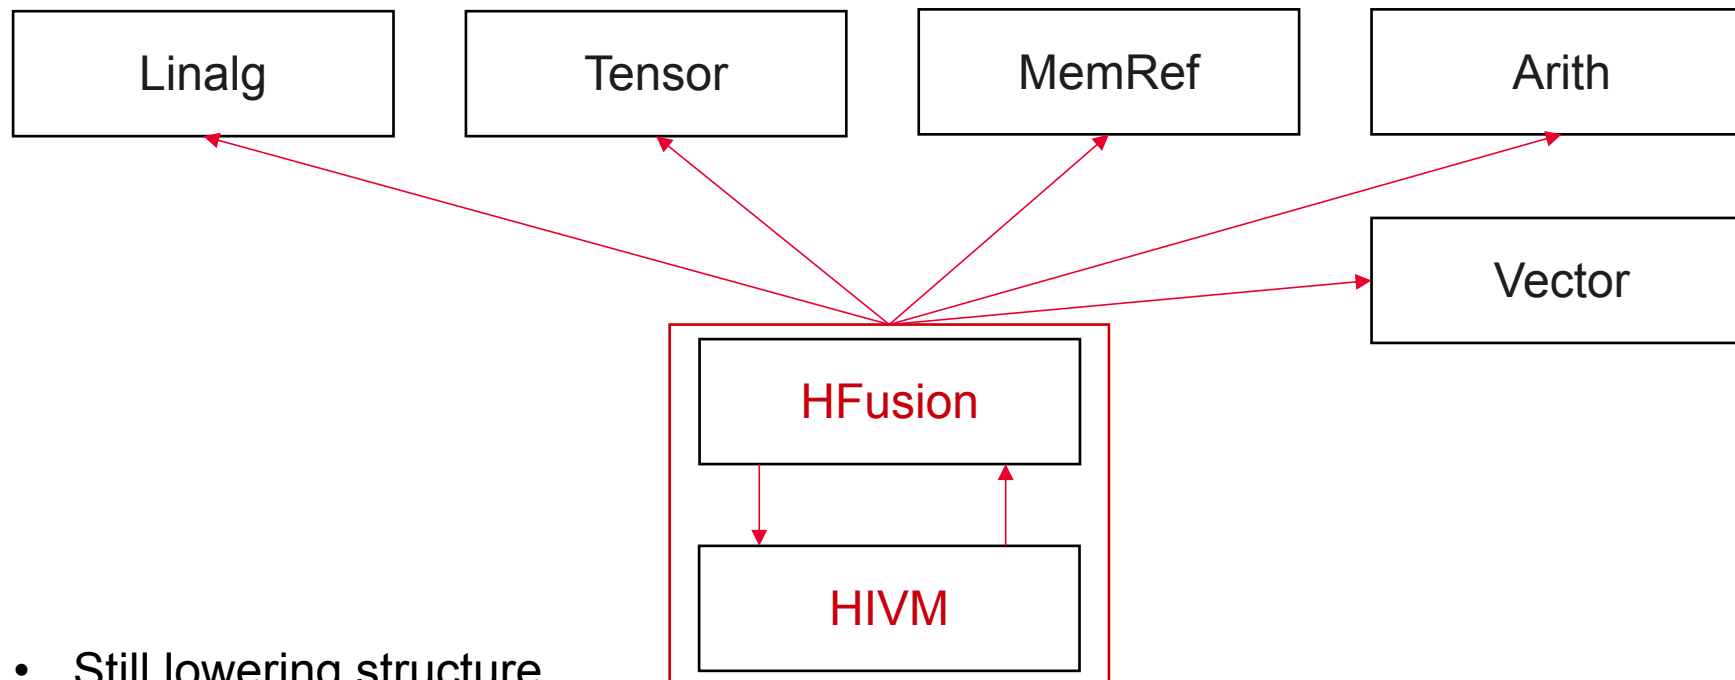 Linalg
Tensor
MemRef
Arith
Vector
HFusion
HIVM
• Still lowering structure